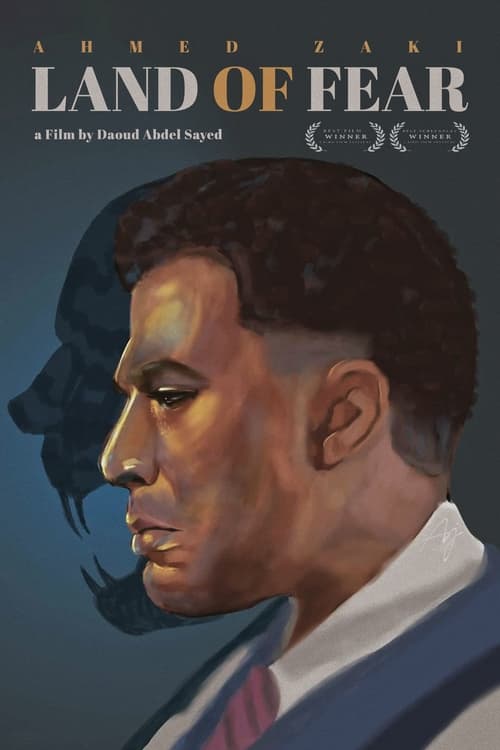 AHMED ZAKI
LAND OF FEAR
a Film by Daoud Abdel Sayed
BEST FILM
WINNER
BEST SCREENPLAY
WINNER